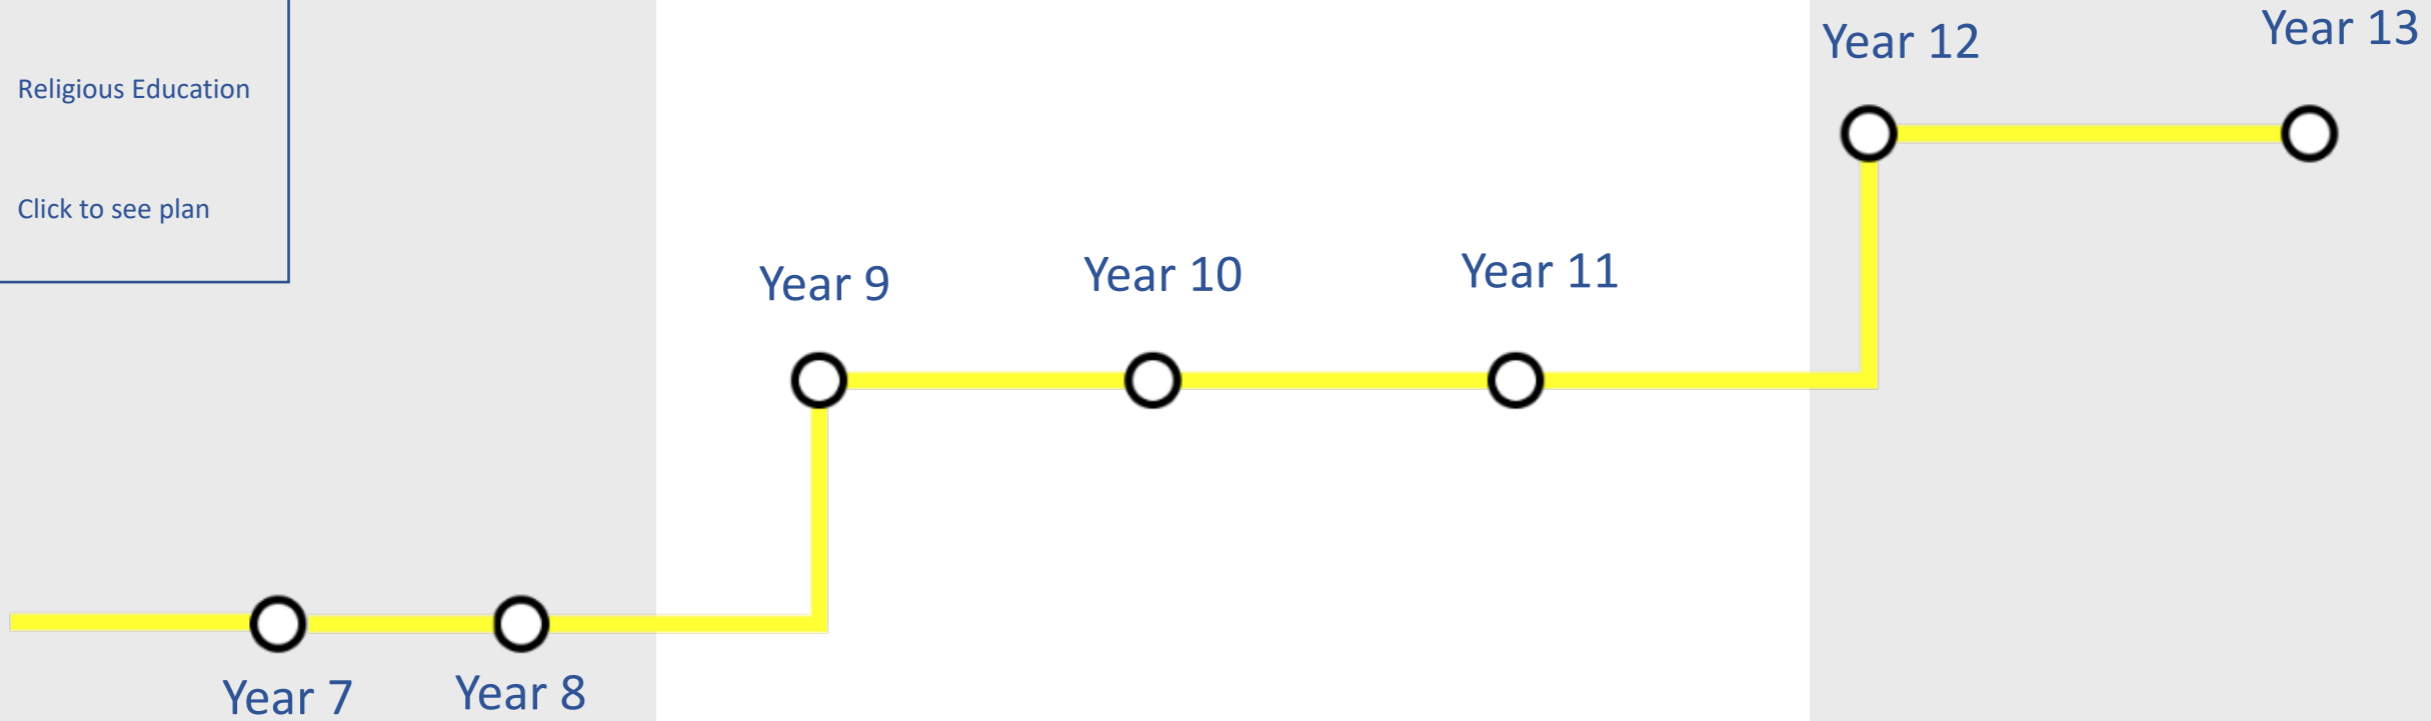 Religious Education
Click to see plan
Year 7
Year 8
Year 9
Year 10
Year 11
Year 12
Year 13